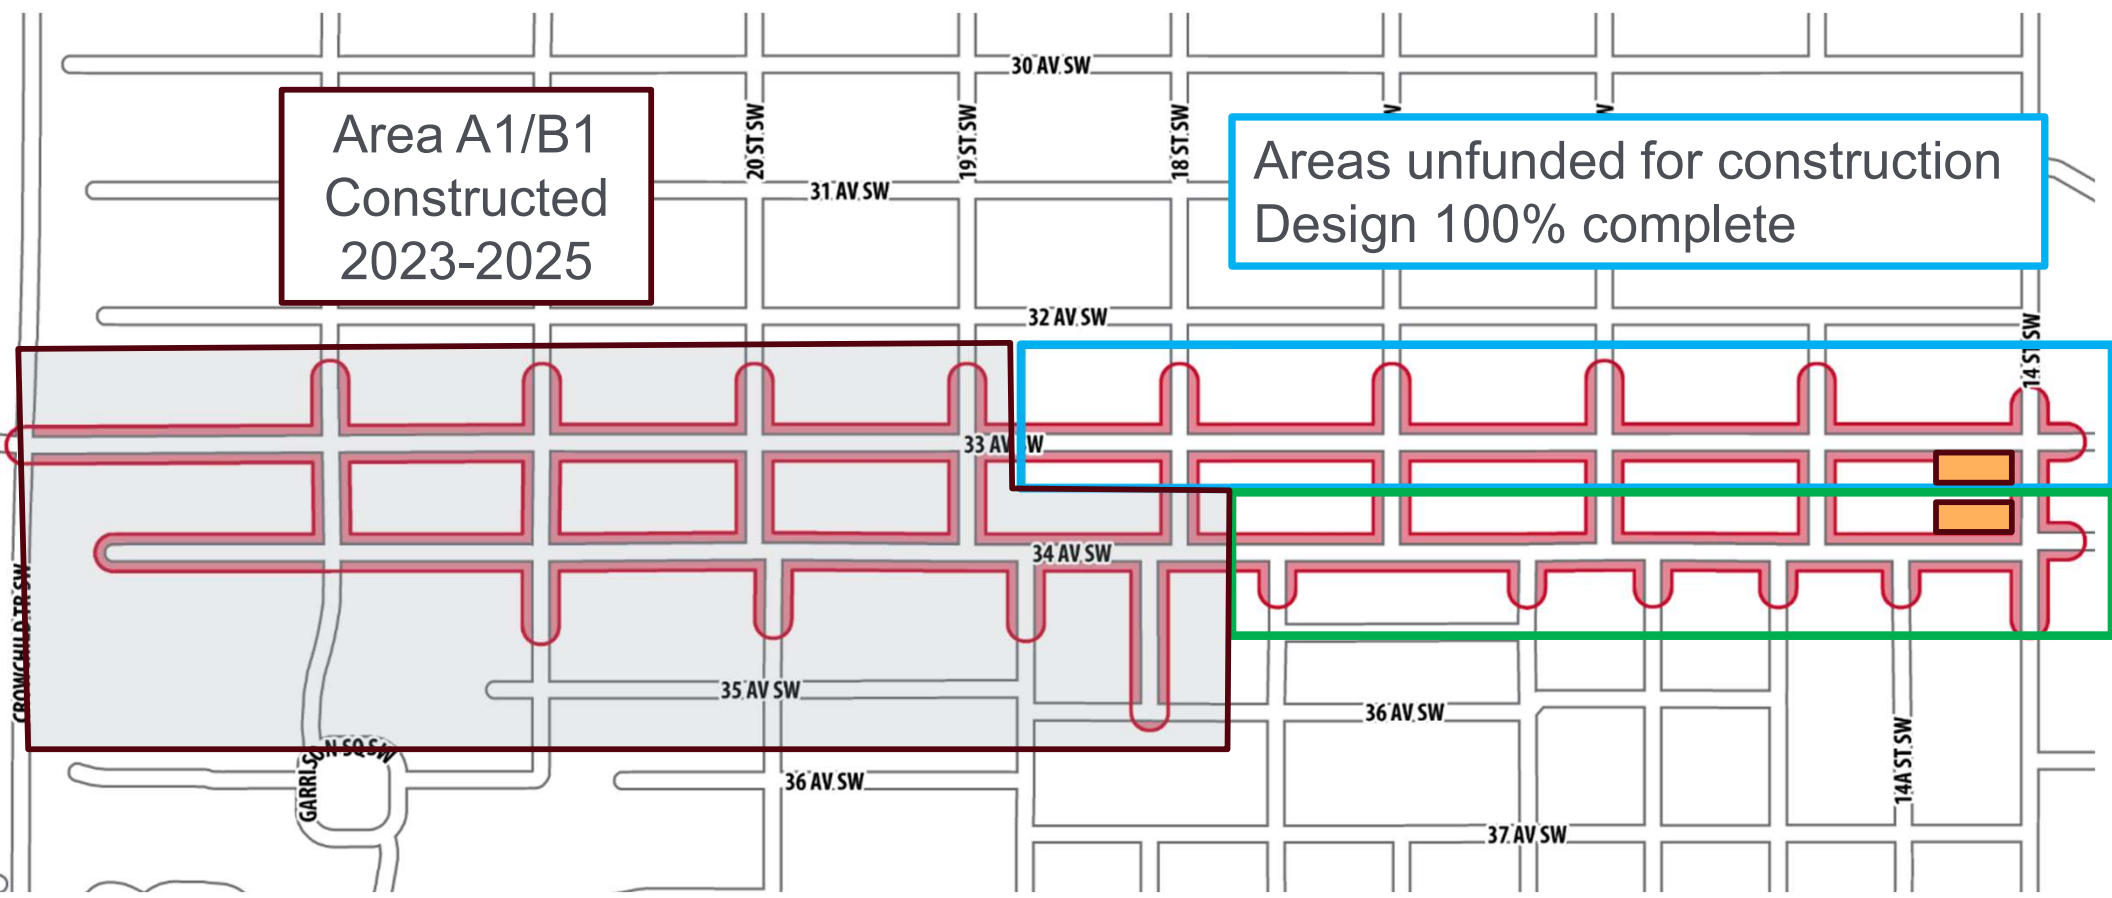 30 AV SW
Area A1/B1
Constructed
2023-2025
20 ST SW
19 ST SW
18 ST SW
Areas unfunded for construction
Design 100% complete
31 AV SW
32 AV SW
14 ST SW
33 AV SW
34 AV SW
CROWCHILD TR SW
35 AV SW
36 AV SW
GARRISON SQ SW
36 AV SW
14A ST SW
37 AV SW